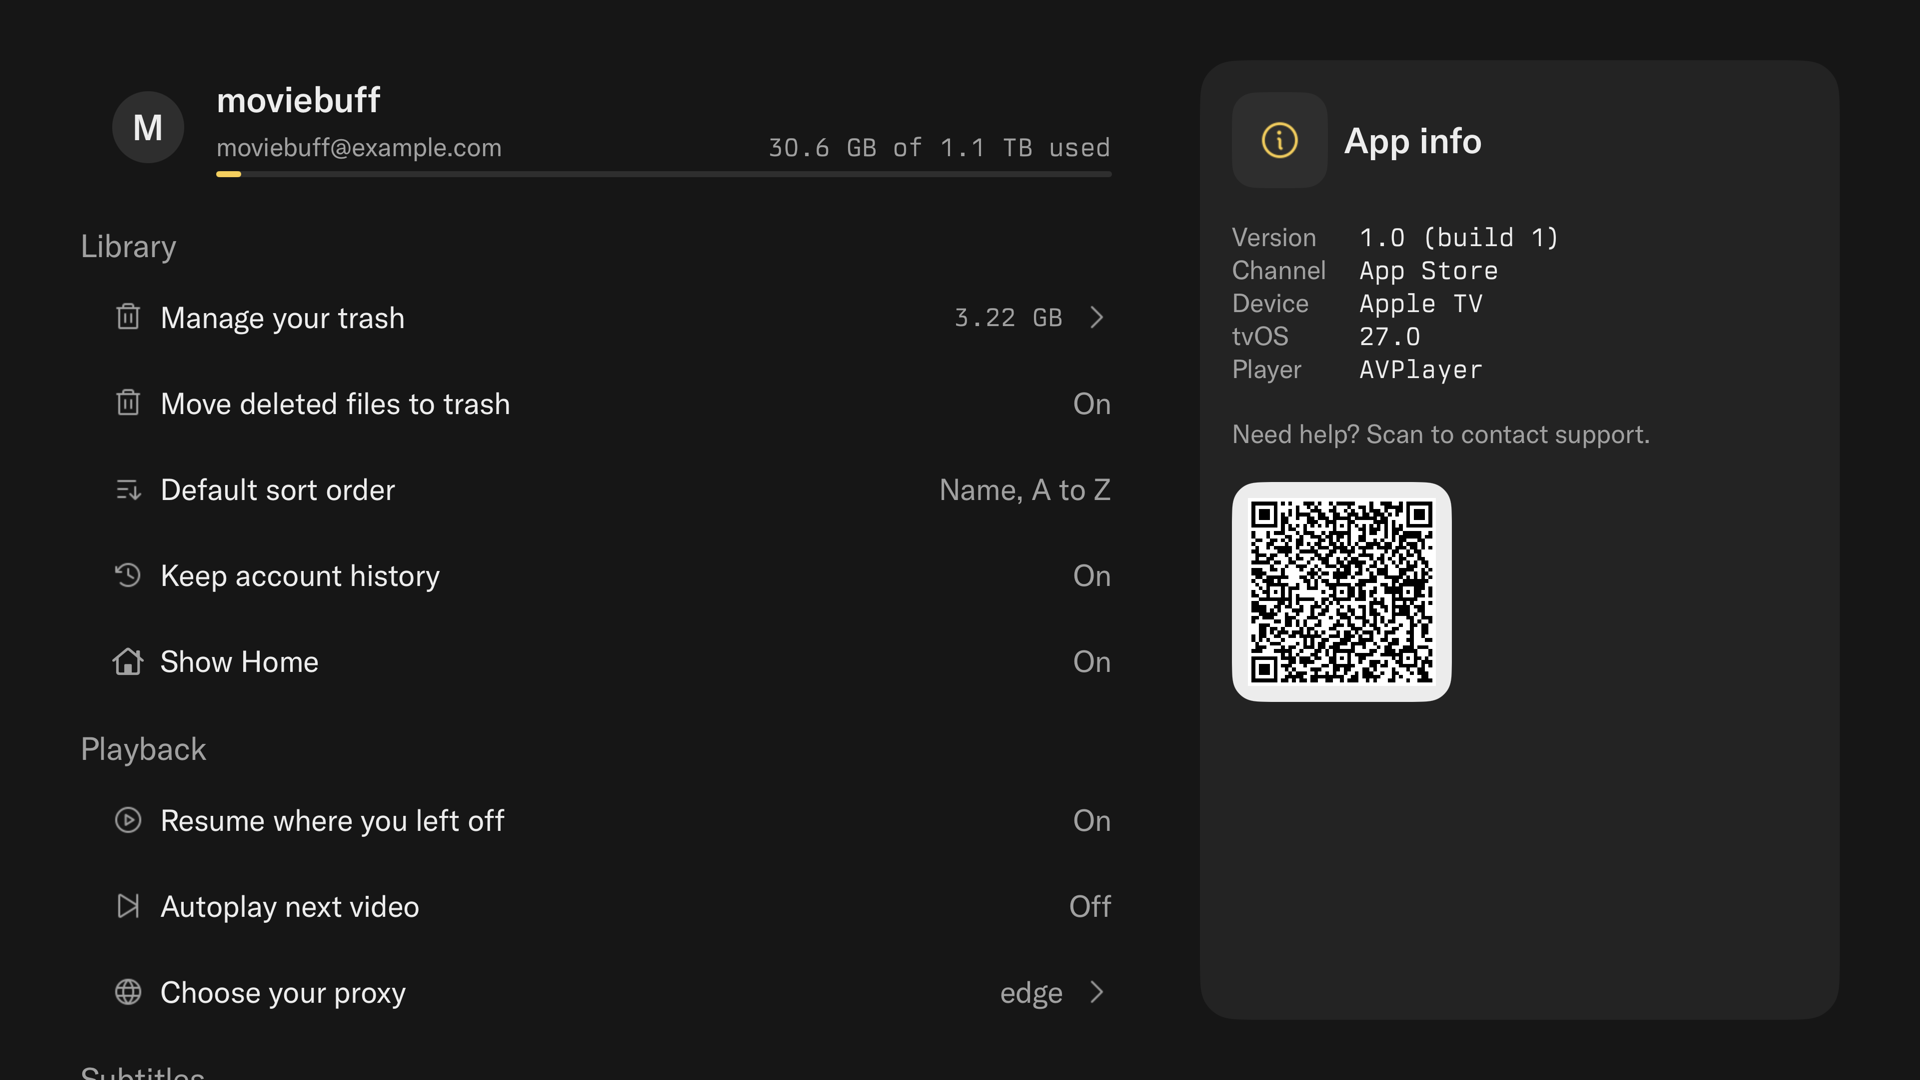 M
moviebuff
moviebuff@example.com
30.6 GB of 1.1 TB used
Library
Manage your trash
3.22 GB
Move deleted files to trash
On
Default sort order
Name, A to Z
Keep account history
On
Show Home
On
Playback
Resume where you left off
On
Autoplay next video
Off
Choose your proxy
edge
Subtitles
App info
Version 1.0 (build 1)
Channel App Store
Device Apple TV
tvOS 27.0
Player AVPlayer
Need help? Scan to contact support.